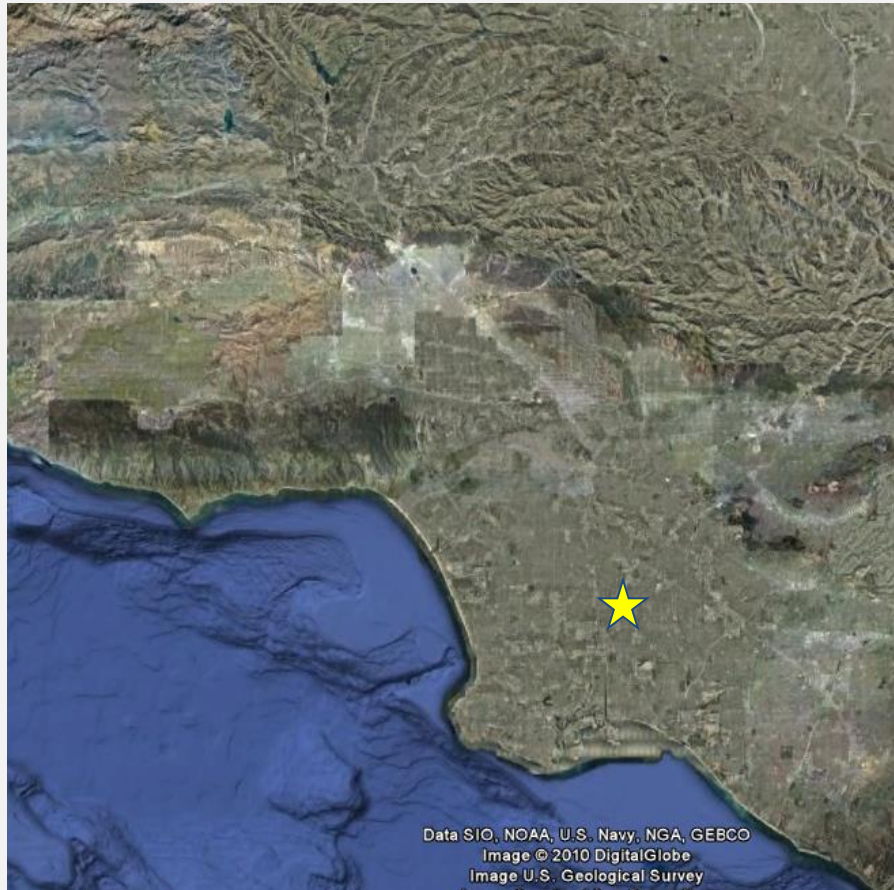 Data SIO, NOAA, U.S. Navy, NGA, GEBCO
Image © 2010 DigitalGlobe
Image U.S. Geological Survey